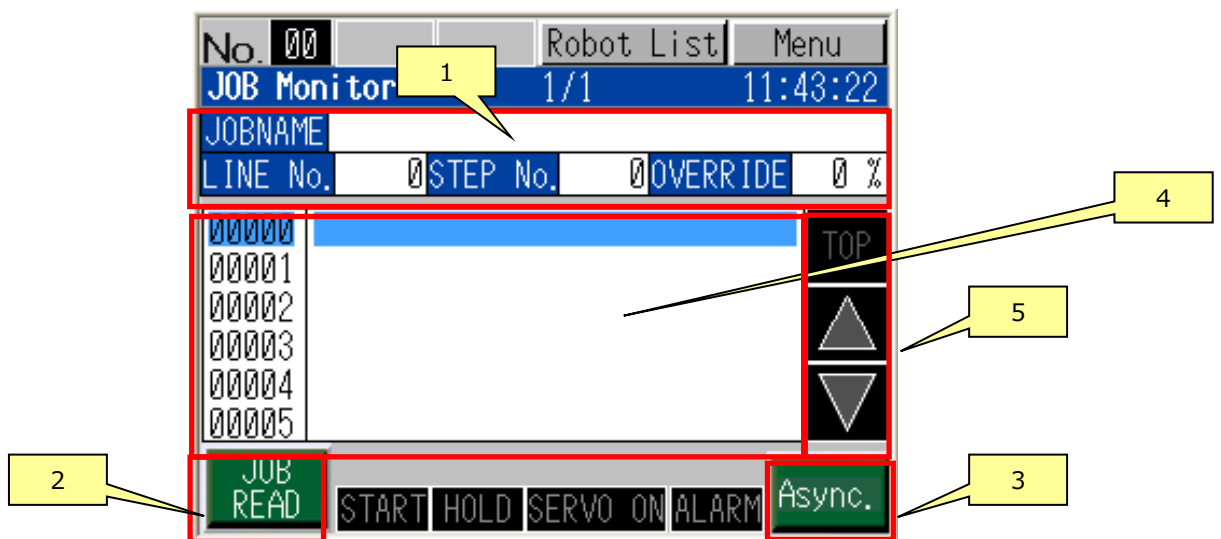 No. 00 Robot List Menu
JOB Monitor 1/1 11:43:22
1
JOBNAME
LINE No. 0 STEP No. 0 OVERRIDE 0 %
4
00000 TOP
00001
00002
5
00003
00004
00005
2
JOB READ
START HOLD SERVO ON ALARM Async.
3